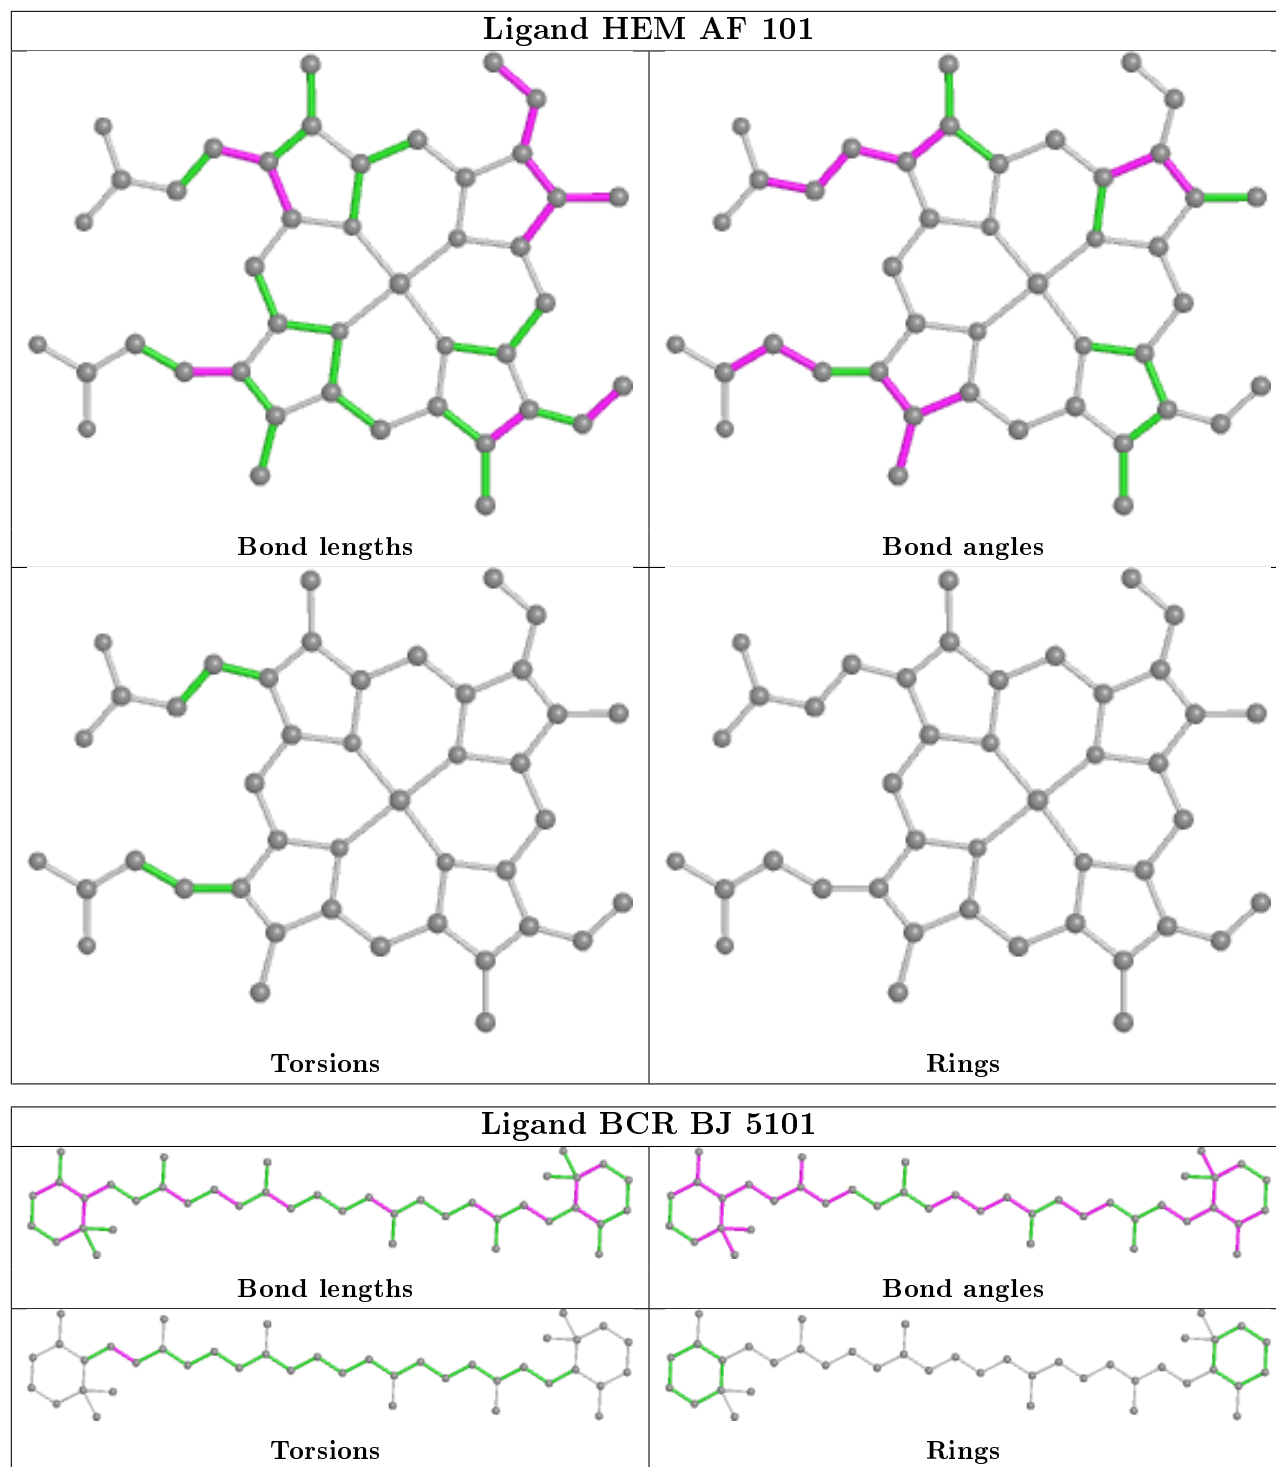 Ligand HEM AF 101
Bond lengths
Bond angles
Torsions
Rings
Ligand BCR BJ 5101
Bond lengths
Bond angles
Torsions
Rings